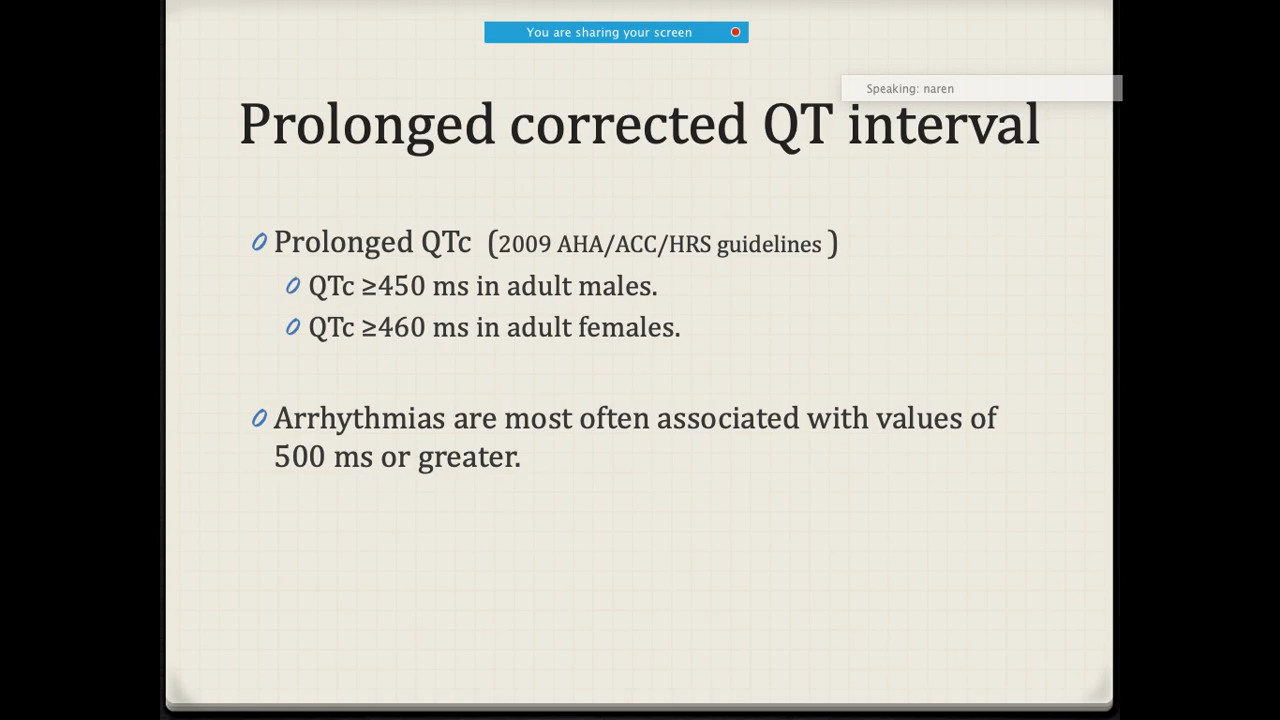 You are sharing your screen
Speaking: naren
Prolonged corrected QT interval
Prolonged QTc (2009 AHA/ACC/HRS guidelines )
QTc ≥450 ms in adult males.
QTc ≥460 ms in adult females.
Arrhythmias are most often associated with values of
500 ms or greater.